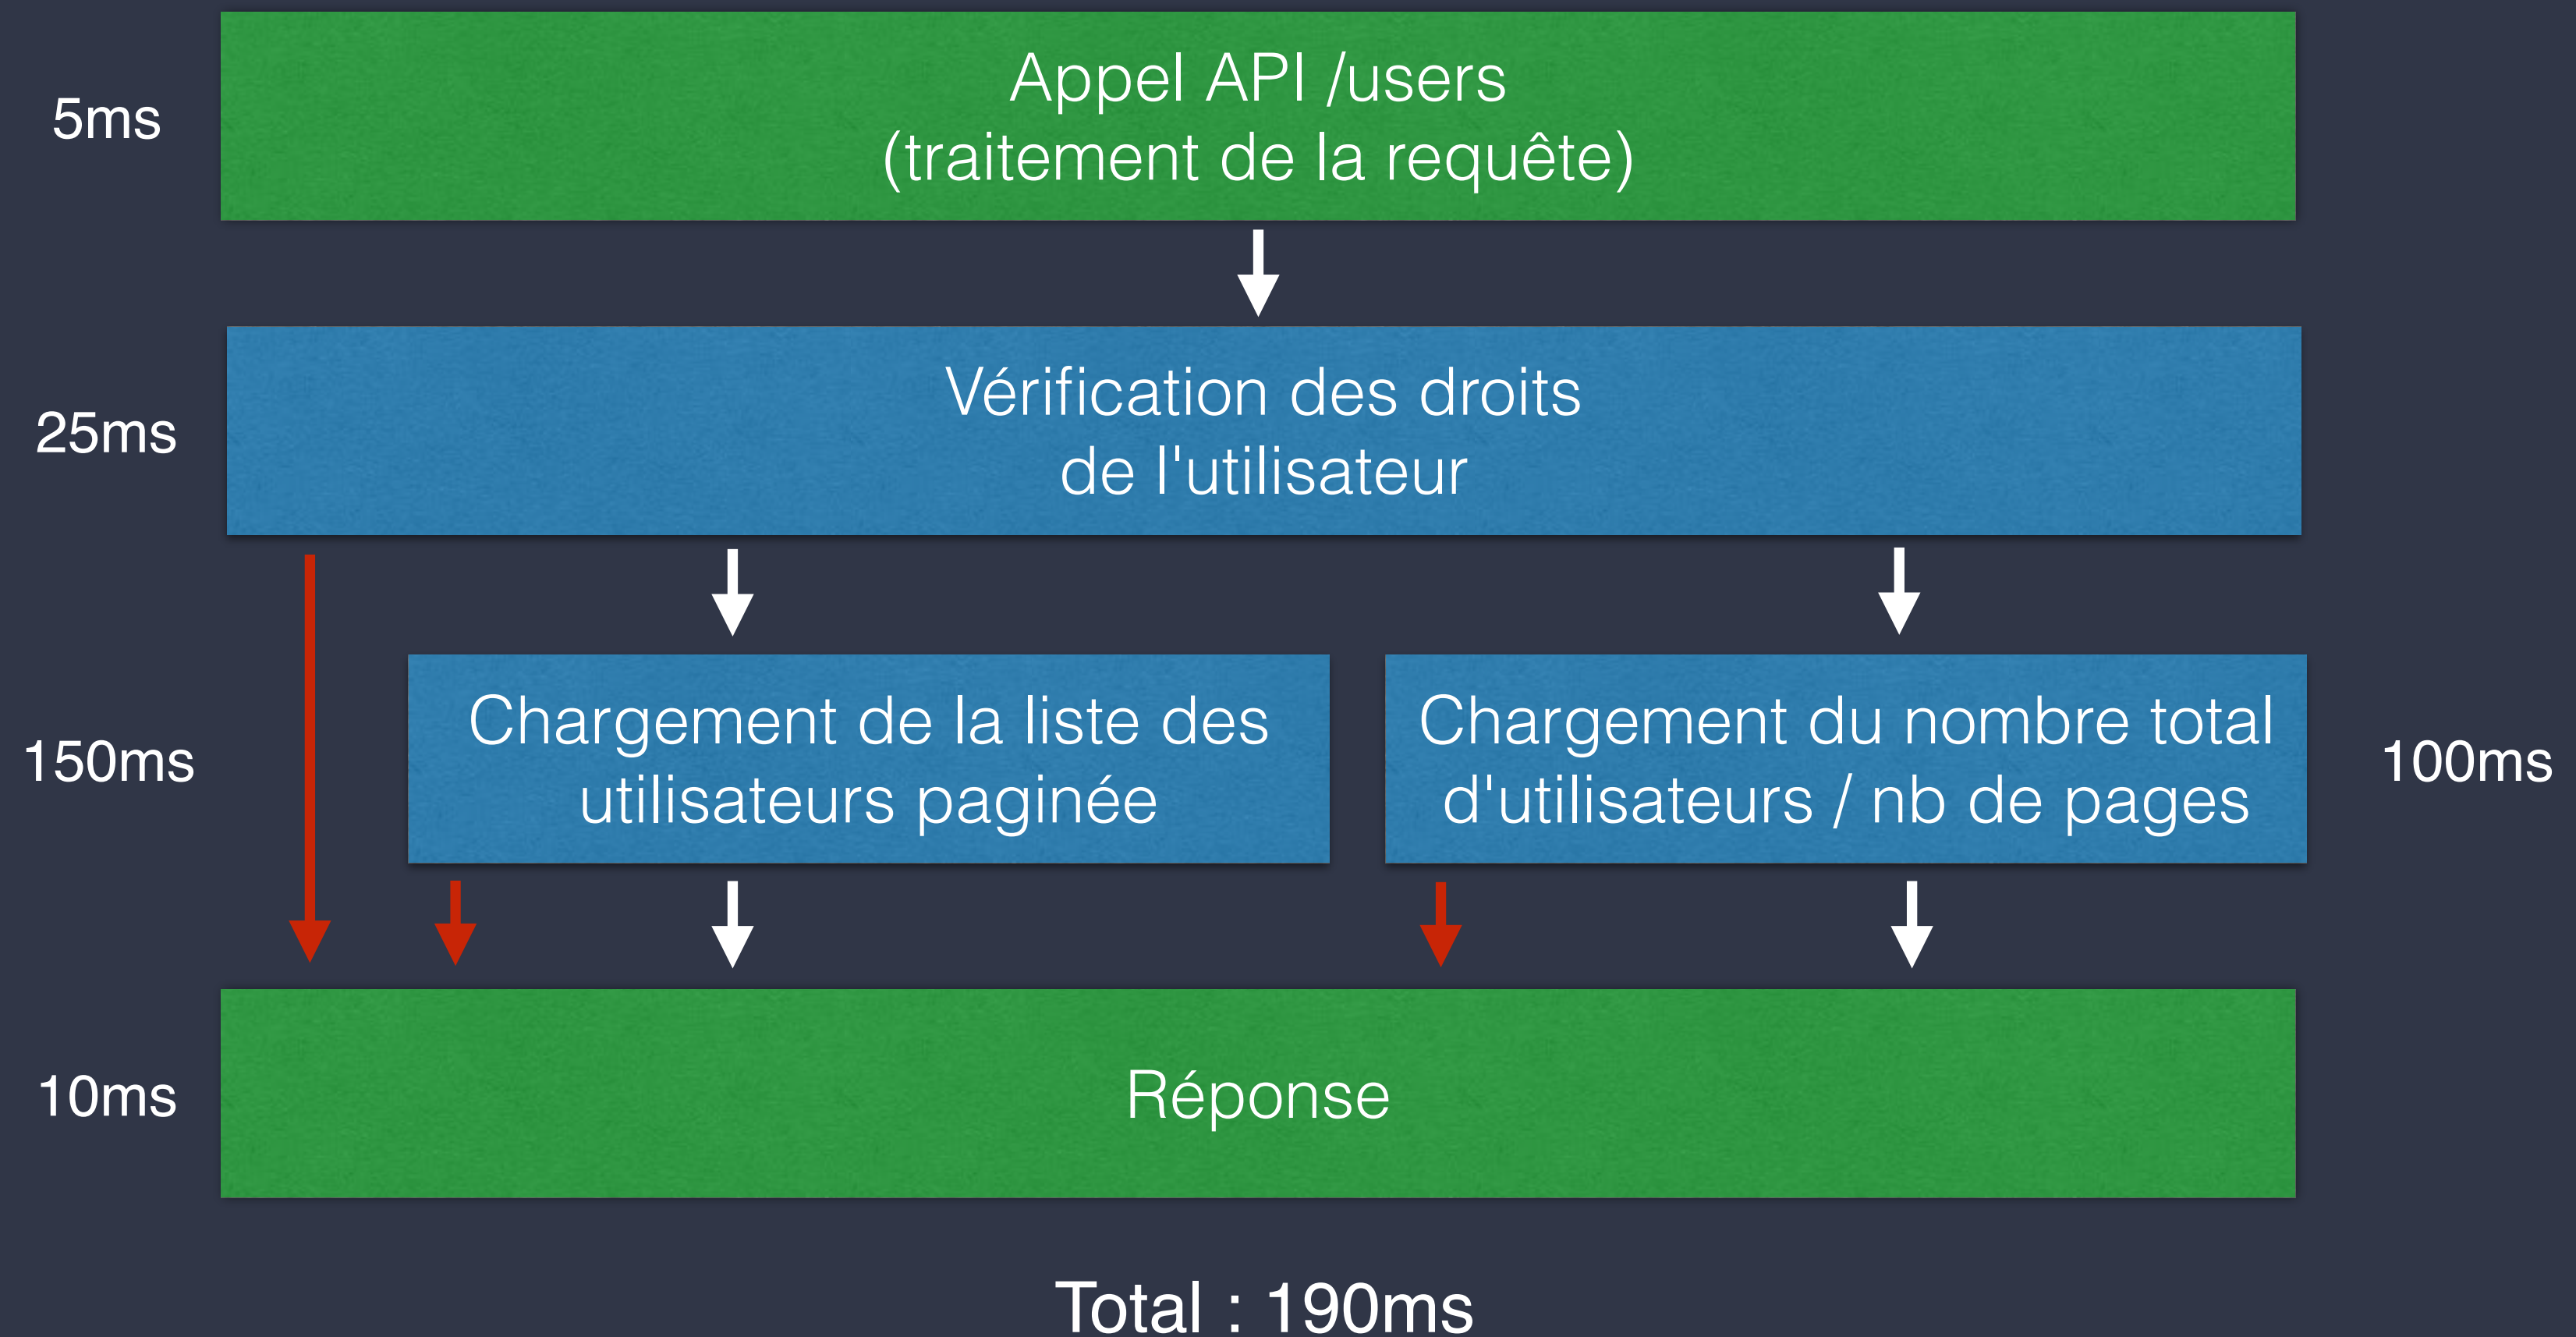 5ms
Appel API /users
(traitement de la requête)
25ms
Vérification des droits
de l'utilisateur
150ms
Chargement de la liste des
utilisateurs paginée
Chargement du nombre total
d'utilisateurs / nb de pages
100ms
10ms
Réponse
Total : 190ms